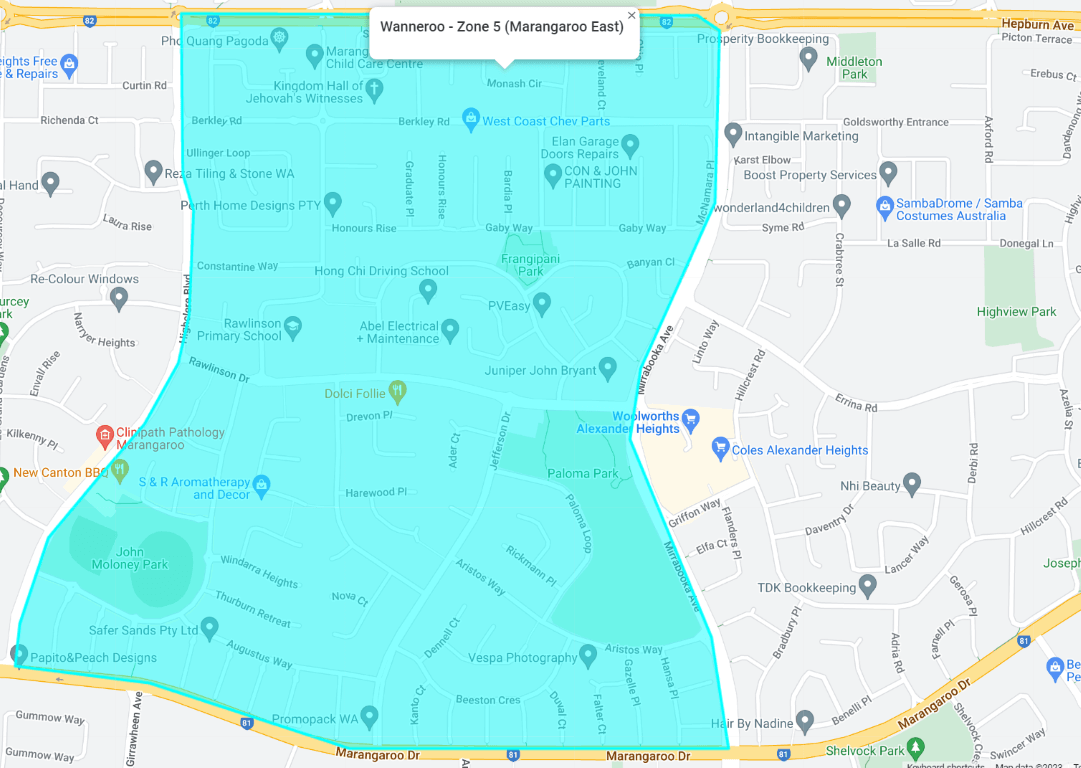 82
82
82
Wanneroo - Zone 5 (Marangaroo East)
Hepburn Ave
Picton Terrace
Pho Quang Pagoda
Child Care Centre
Prosperity Bookkeeping
Middleton
Park
Erebus Ct
eights Free
e & Repairs
Curtin Rd
Kingdom Hall of
Jehovah's Witnesses
Monash Cir
eveland Ct
Richenda Ct
Berkley Rd
Berkley Rd
West Coast Chev Parts
Goldsworthy Entrance
Axford Rd
Intangible Marketing
Elan Garage
Doors Repairs
Ullinger Loop
Karst Elbow
Boost Property Services
Reza Tiling & Stone WA
CON & JOHN
PAINTING
al Hand
Graduate Pl
Honours Rise
Bardia Pl
McNamara Pl
Perth Home Designs PTY
wonderland4children
SambaDrome / Samba
Costumes Australia
Laura Rise
Honours Rise
Gaby Way
Gaby Way
Syme Rd
Crabtree St
La Salle Rd
Donegal Ln
Constantine Way
Hong Chi Driving School
Frangipani
Park
Banyan Cl
Re-Colour Windows
Highclere Blvd
PVEasy
Highview Park
urcey
ark
Narryer Heights
Rawlinson
Primary School
Abel Electrical
+ Maintenance
Mirrabooka Ave
Linto Way
Hillcrest Rd
Envall Rise
Rawlinson Dr
Juniper John Bryant
Dolci Follie
Errina Rd
Azelia St
Drevon Pl
Woolworths
Alexander Heights
Kilkenny Pl
Clinipath Pathology
Marangaroo
Ader Ct
Jefferson Dr
Coles Alexander Heights
Derbi Rd
New Canton BBQ
S & R Aromatherapy
and Decor
Paloma Park
Harewood Pl
Nhi Beauty
Paloma Loop
Griffon Way
Flanders Pl
Daventry Dr
Hillcrest Rd
Elfa Ct
Lancer Way
John
Moloney Park
Windarra Heights
Rickmann Pl
Aristos Way
Mirrabooka Ave
Joseph
Nova Ct
TDK Bookkeeping
Gerosa Pl
Thurburn Retreat
Bradbury Pl
Safer Sands Pty Ltd
Dennell Ct
Farnell Pl
Adria Rd
81
Augustus Way
Aristos Way
Papito&Peach Designs
Vespa Photography
Gazelle Pl
Hansa Pl
Be
Pe
Kanto Ct
Beeston Cres
Duval Ct
Falter Ct
Marangaroo Dr
Benelli Pl
Gummow Way
Girrawheen Ave
81
Promopack WA
Hair By Nadine
Shelvock Park
Swincer Way
Gummow Way
Marangaroo Dr
81
Marangaroo Dr
81
Keyboard shortcuts
Map data ©2023